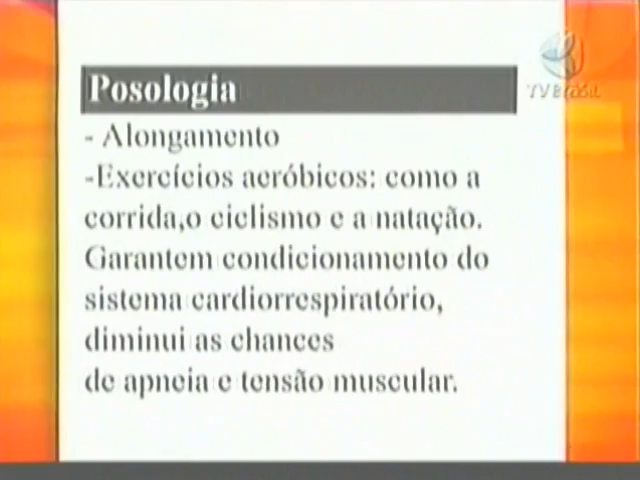 Posologia
TV Brasil
- Alongamento
-Exercícios aeróbicos: como a
corrida,o ciclismo e a natação.
Garantem condicionamento do
sistema cardiorrespiratório,
diminui as chances
de apneia e tensão muscular.